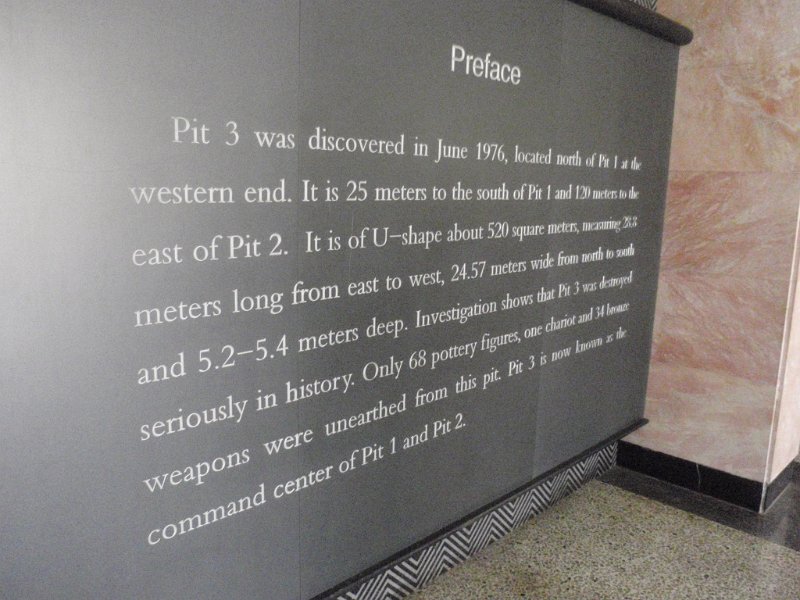 Preface
Pit 3 was discovered in June 1976, located north of Pit 1 at the
western end. It is 25 meters to the south of Pit 1 and 120 meters to the
east of Pit 2. It is of U-shape about 520 square meters, measuring 28.8
meters long from east to west, 24.57 meters wide from north to south
and 5.2-5.4 meters deep. Investigation shows that Pit 3 was destroyed
seriously in history. Only 68 pottery figures, one chariot and 34 bronze
weapons were unearthed from this pit. Pit 3 is now known as the
command center of Pit 1 and Pit 2.